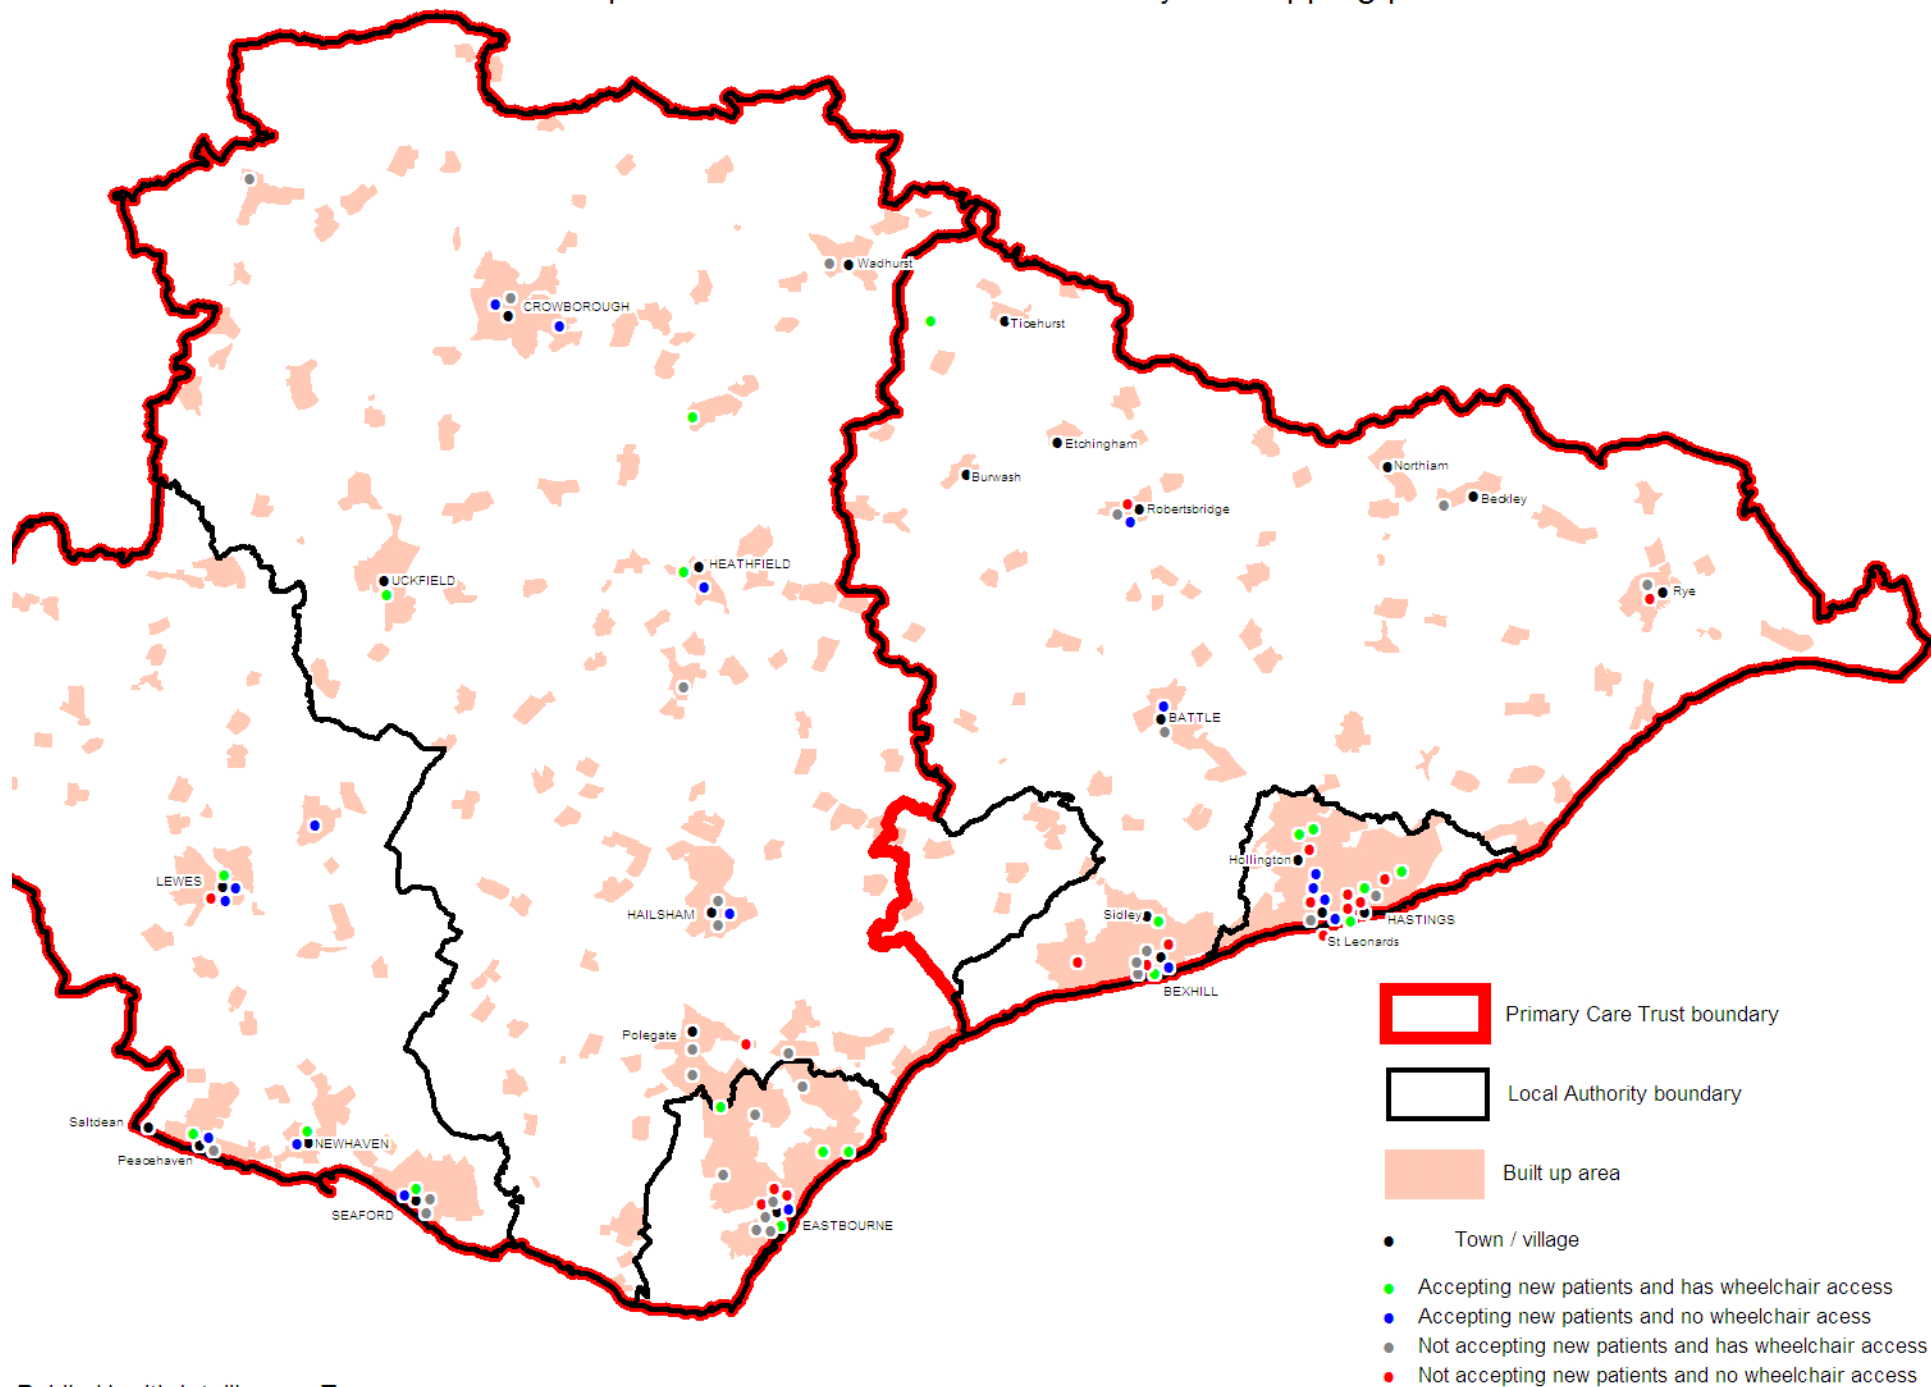 Wadhurst
CROWBOROUGH
Ticehurst
Etchingham
Burwash
Northiam
Beckley
Robertsbridge
HEATHFIELD
UCKFIELD
Rye
BATTLE
Hollington
LEWES
HAILSHAM
Sidley
HASTINGS
St Leonards
BEXHILL
Polegate
Saltdean
Peacehaven
NEWHAVEN
SEAFORD
EASTBOURNE
Primary Care Trust boundary
Local Authority boundary
Built up area
Town / village
Accepting new patients and has wheelchair access
Accepting new patients and no wheelchair acess
Not accepting new patients and has wheelchair access
Not accepting new patients and no wheelchair access